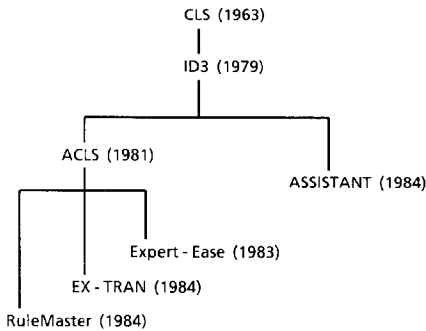 CLS (1963)
ID3 (1979)
ACLS (1981)
ASSISTANT (1984)
Expert - Ease (1983)
EX - TRAN (1984)
RuleMaster (1984)